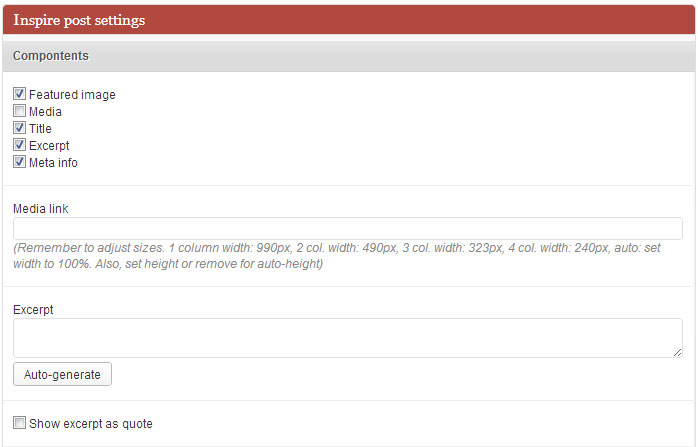 Inspire post settings
Compontents
Featured image
Media
Title
Excerpt
Meta info
Media link
(Remember to adjust sizes. 1 column width: 990px, 2 col. width: 490px, 3 col. width: 323px, 4 col. width: 240px, auto: set
width to 100%. Also, set height or remove for auto-height)
Excerpt
Auto-generate
Show excerpt as quote